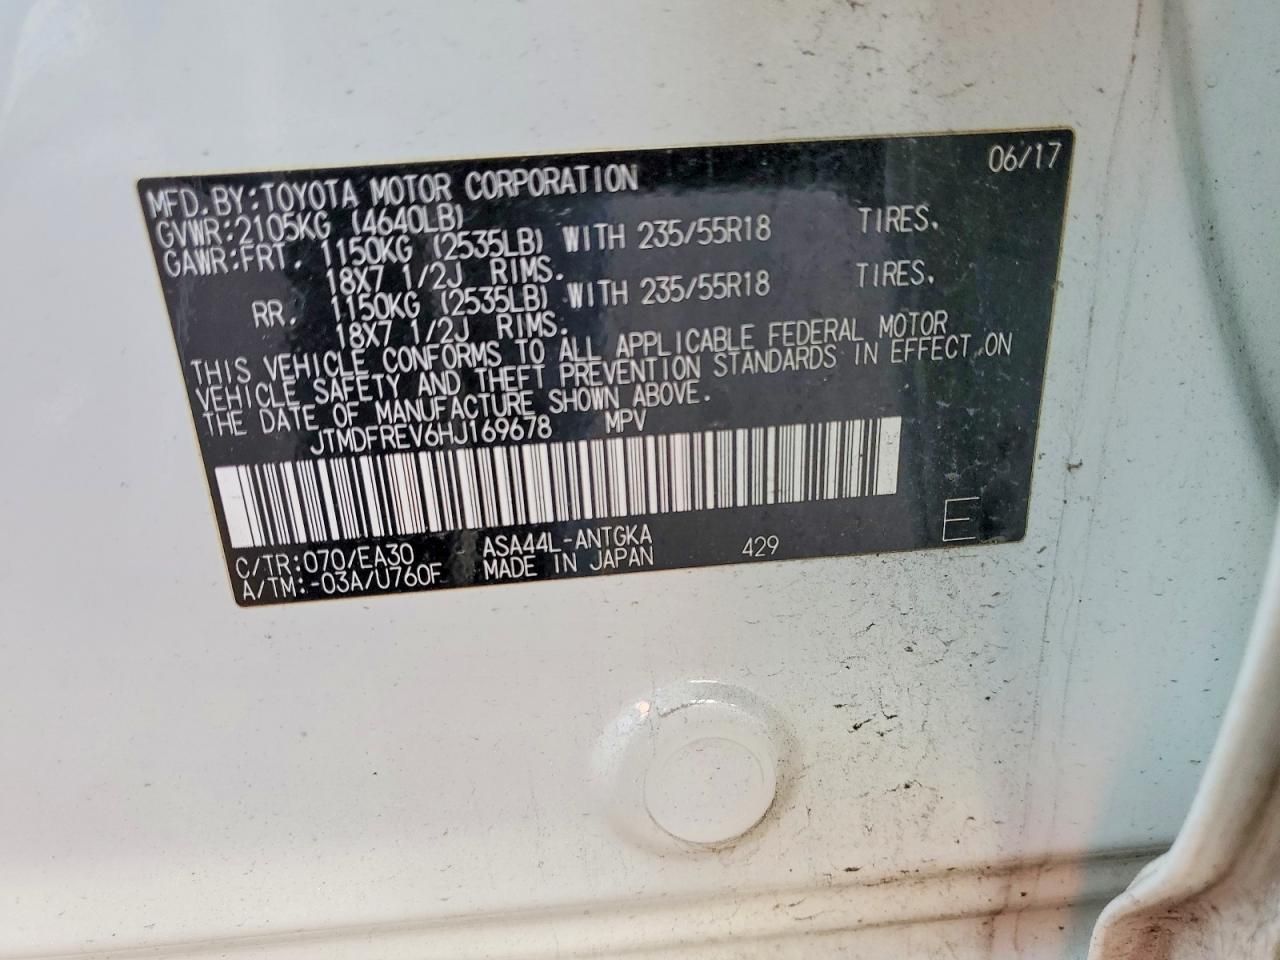 06/17
MFD. BY: TOYOTA MOTOR CORPORATION
GVWR: 2105KG (4640LB)
GAWR: FRT. 1150KG (2535LB) WITH 235/55R18 TIRES.
18X7 1/2J RIMS.
RR. 1150KG (2535LB) WITH 235/55R18 TIRES.
18X7 1/2J RIMS.
THIS VEHICLE CONFORMS TO ALL APPLICABLE FEDERAL MOTOR
VEHICLE SAFETY AND THEFT PREVENTION STANDARDS IN EFFECT ON
THE DATE OF MANUFACTURE SHOWN ABOVE.
JTMDFREV6HJ169678 MPV
C/TR: 070/EA30 ASA44L-ANTGKA 429 E
A/TM: -03A/U760F MADE IN JAPAN